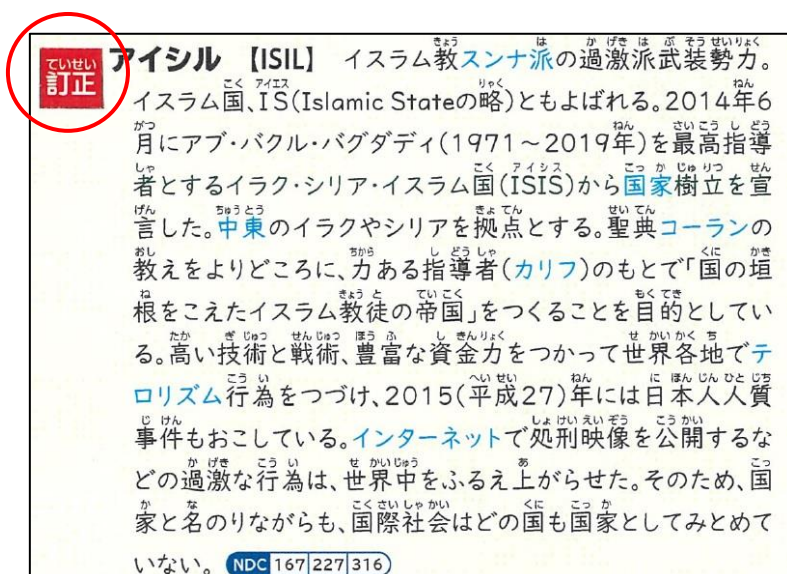 訂正 アイシル 【ISIL】 イスラム教スンナ派の過激派武装勢力。
イスラム国、IS(Islamic Stateの略)ともよばれる。2014年6
月にアブ・バクル・バグダディ(1971〜2019年)を最高指導
者とするイラク・シリア・イスラム国(ISIS)から国家樹立を宣
言した。中東のイラクやシリアを拠点とする。聖典コーランの
教えをよりどころに、力ある指導者(カリフ)のもとで「国の垣
根をこえたイスラム教徒の帝国」をつくることを目的としてい
る。高い技術と戦術、豊富な資金力をつかって世界各地でテ
ロリズム行為をつづけ、2015(平成27)年には日本人人質
事件もおこしている。インターネットで処刑映像を公開するな
どの過激な行為は、世界中をふるえ上がらせた。そのため、国
家と名のりながらも、国際社会はどの国も国家としてみとめて
いない。 NDC 167 227 316